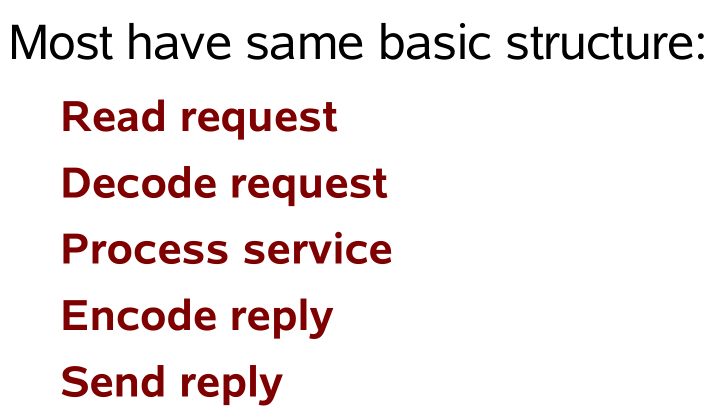 Most have same basic structure:
Read request
Decode request
Process service
Encode reply
Send reply